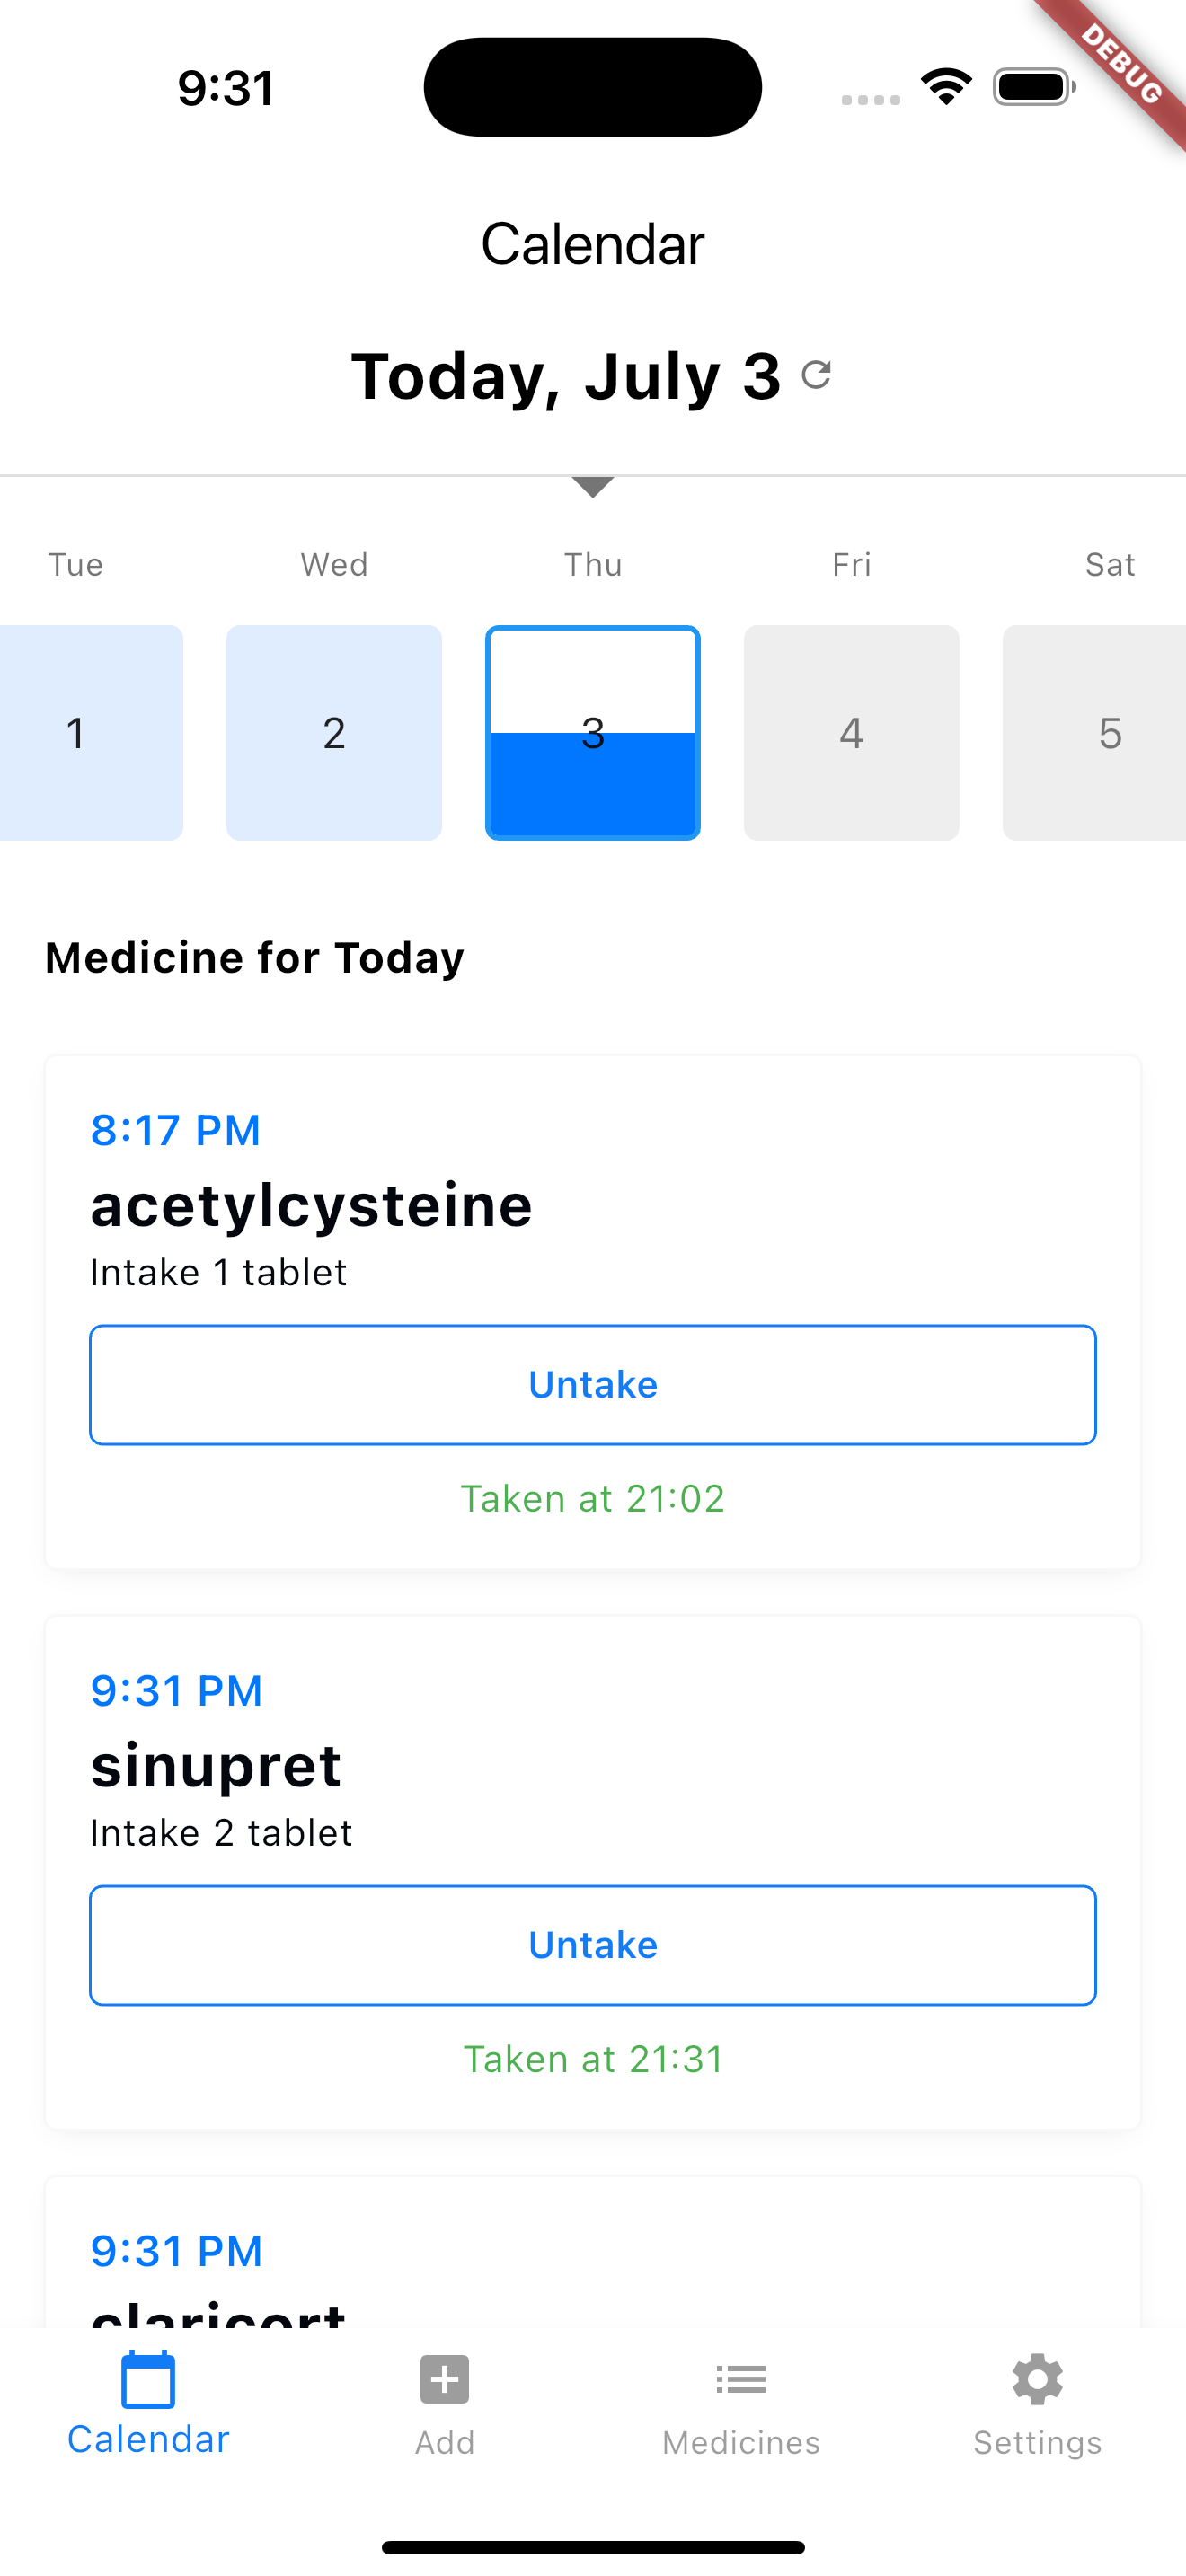 9:31
DEBUG
Calendar
Today, July 3
Tue Wed Thu Fri Sat
1 2 3 4 5
Medicine for Today
8:17 PM
acetylcysteine
Intake 1 tablet
Untake
Taken at 21:02
9:31 PM
sinupret
Intake 2 tablet
Untake
Taken at 21:31
9:31 PM
claricort
Calendar Add Medicines Settings